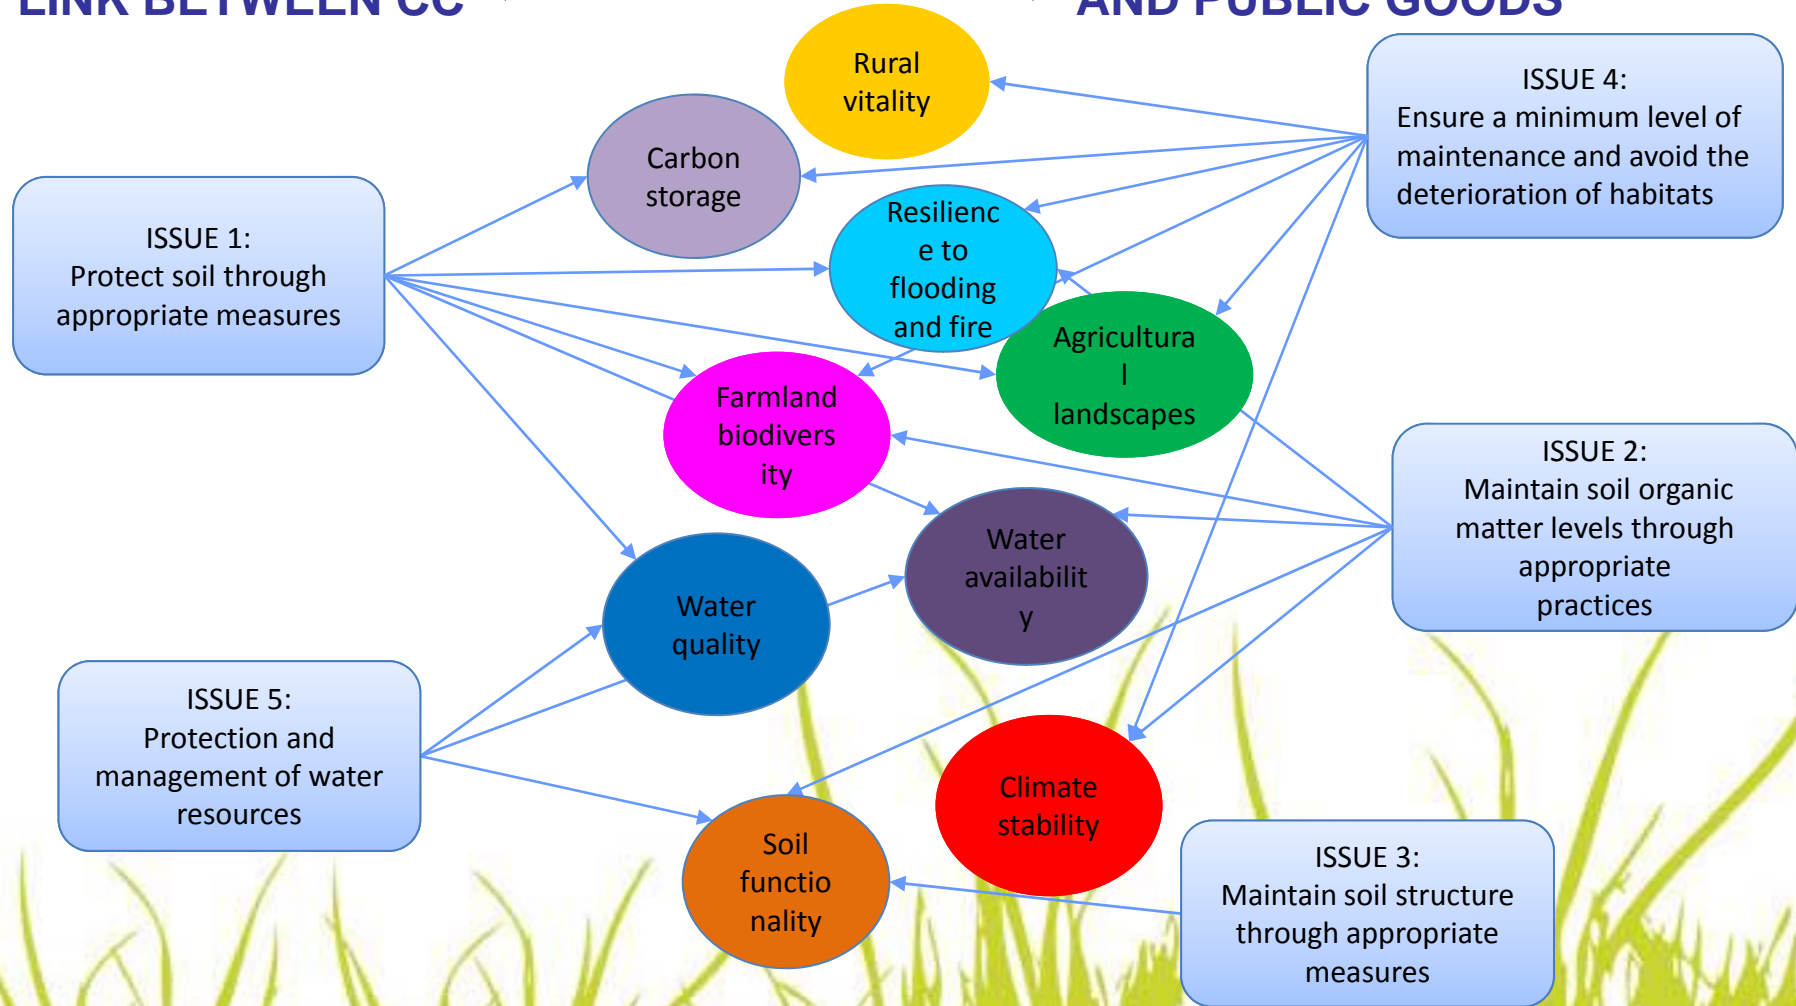 LINK BETWEEN CC
AND PUBLIC GOODS
Rural
vitality
ISSUE 4:
Ensure a minimum level of
maintenance and avoid the
deterioration of habitats
Carbon
storage
ISSUE 1:
Protect soil through
appropriate measures
Resilienc
e to
flooding
and fire
Agricultura
l
landscapes
Farmland
biodivers
ity
ISSUE 2:
Maintain soil organic
matter levels through
appropriate
practices
Water
availabilit
y
Water
quality
ISSUE 5:
Protection and
management of water
resources
Climate
stability
Soil
functio
nality
ISSUE 3:
Maintain soil structure
through appropriate
measures